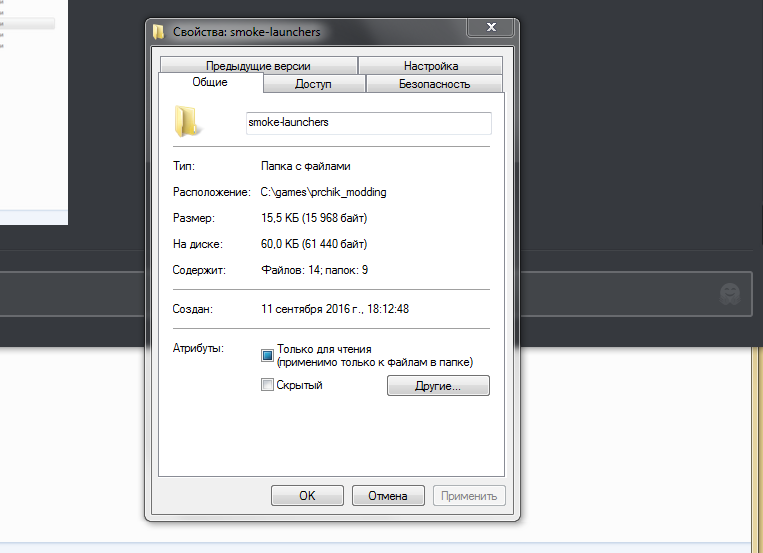 Свойства: smoke-launchers
Предыдущие версии
Настройка
Общие
Доступ
Безопасность
smoke-launchers
Тип: Папка с файлами
Расположение: C:\games\prchik_modding
Размер: 15,5 КБ (15 968 байт)
На диске: 60,0 КБ (61 440 байт)
Содержит: Файлов: 14; папок: 9
Создан: 11 сентября 2016 г., 18:12:48
Атрибуты: Только для чтения
(применимо только к файлам в папке)
Скрытый
Другие...
OK
Отмена
Применить